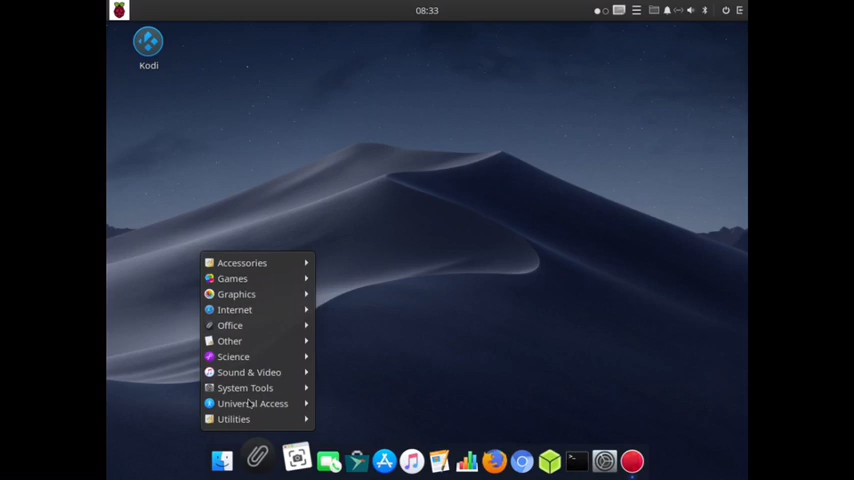 08:33
Kodi
Accessories
Games
Graphics
Internet
Office
Other
Science
Sound & Video
System Tools
Universal Access
Utilities